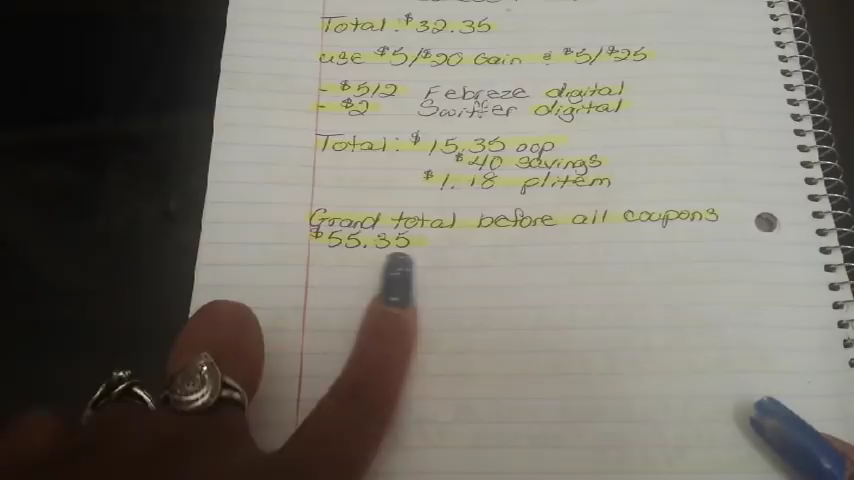 Total: $32.35
use $5/$20 Gain & $5/$25
- $5/2 Febreze digital
- $2 Swiffer digital
Total: $15.35 oop
$40 savings
$1.18 p/item
Grand total before all coupons
$55.35